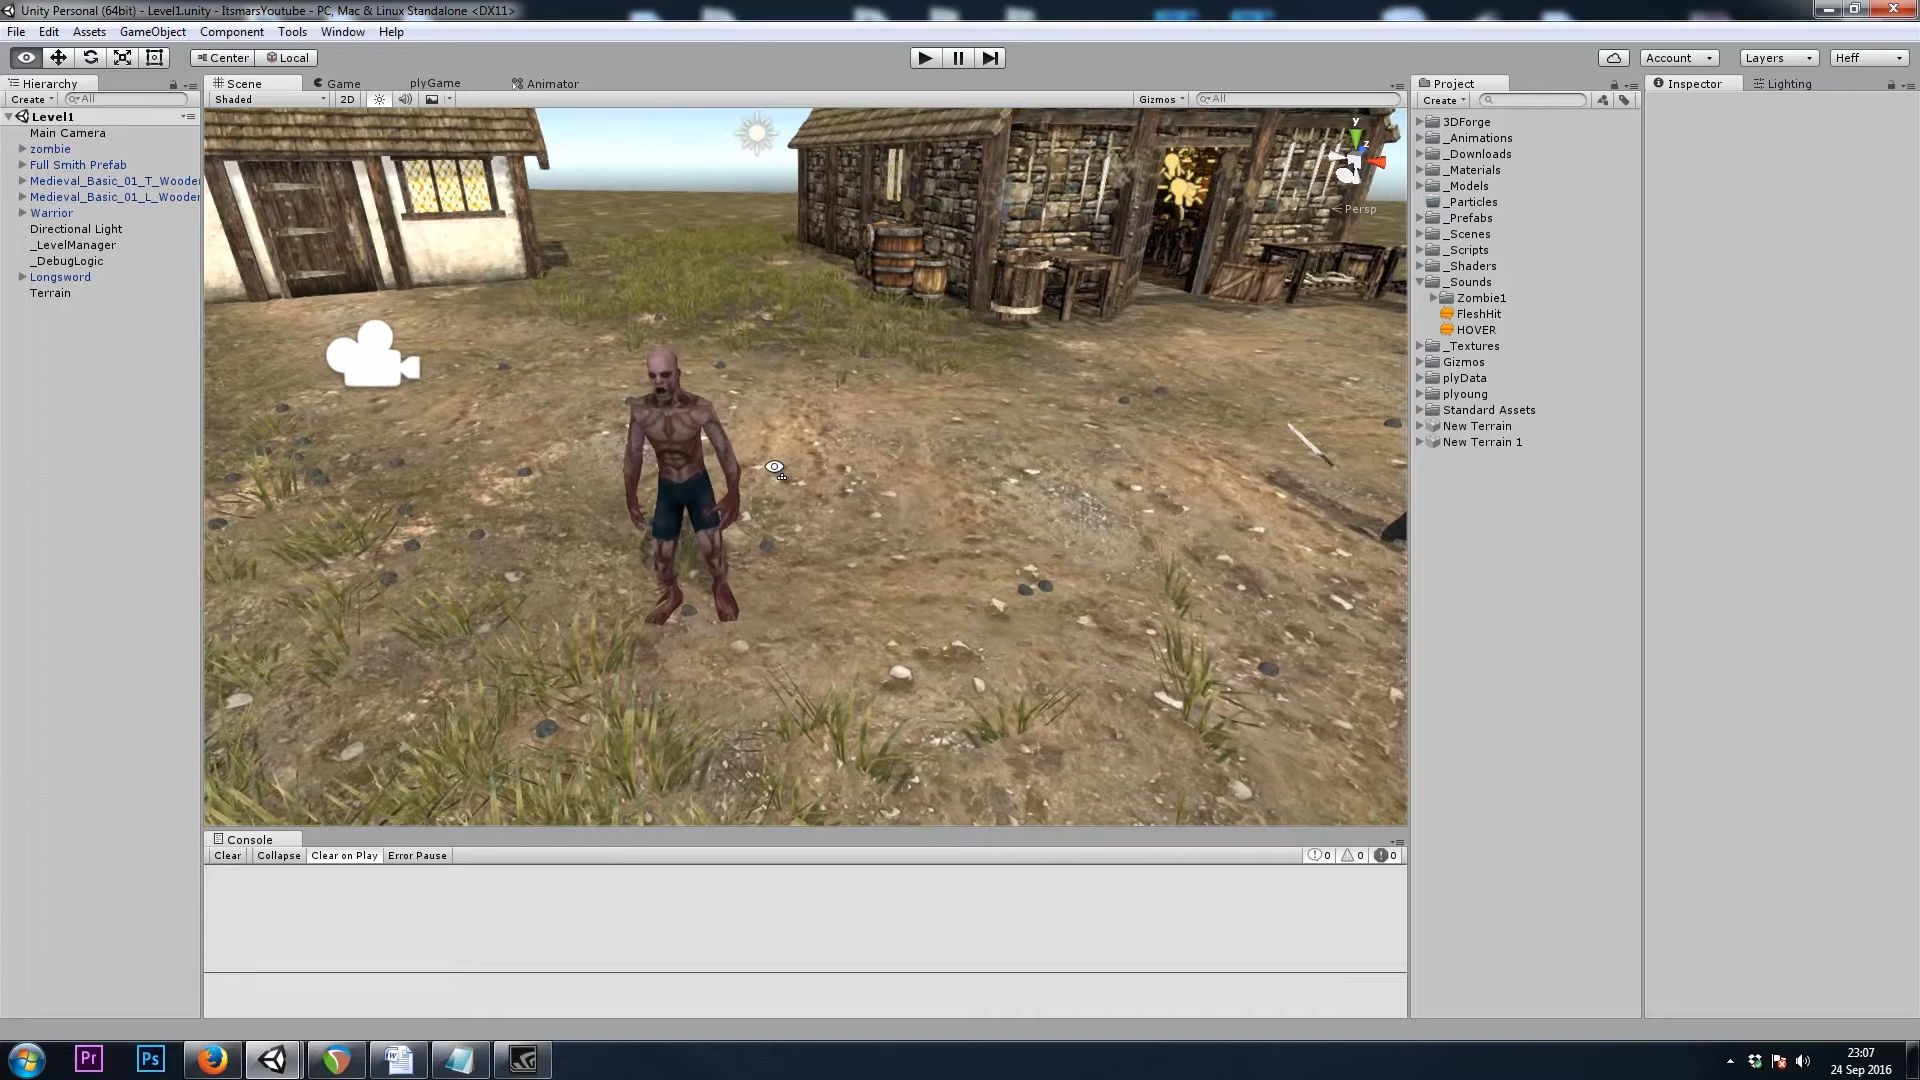 Unity Personal (64bit) - Level1.unity - ItsmarsYoutube - PC, Mac & Linux Standalone <DX11>
File Edit Assets GameObject Component Tools Window Help
Center Local Account Layers Heff
Hierarchy Scene Game plyGame Animator Project Inspector Lighting
Create All Shaded 2D Gizmos All Create
Level1
Main Camera
zombie
Full Smith Prefab
Medieval_Basic_01_T_Wooden
Medieval_Basic_01_L_Wooden
Warrior
Directional Light
_LevelManager
_DebugLogic
Longsword
Terrain
y
z
Persp
3DForge
_Animations
_Downloads
_Materials
_Models
_Particles
_Prefabs
_Scenes
_Scripts
_Shaders
_Sounds
Zombie1
FleshHit
HOVER
_Textures
Gizmos
plyData
plyoung
Standard Assets
New Terrain
New Terrain 1
Console
Clear Collapse Clear on Play Error Pause 0 0 0
Pr Ps
23:07
24 Sep 2016